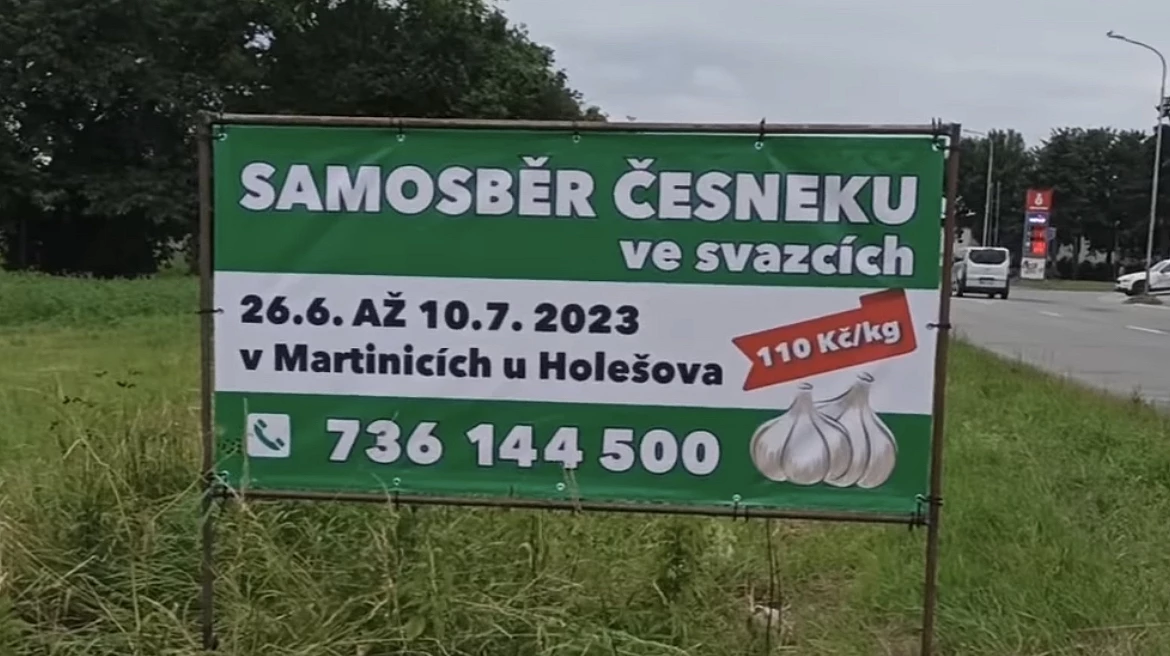 SAMOSBĚR ČESNEKU
ve svazcích
26.6. AŽ 10.7. 2023
v Martinicích u Holešova
110 Kč/kg
736 144 500